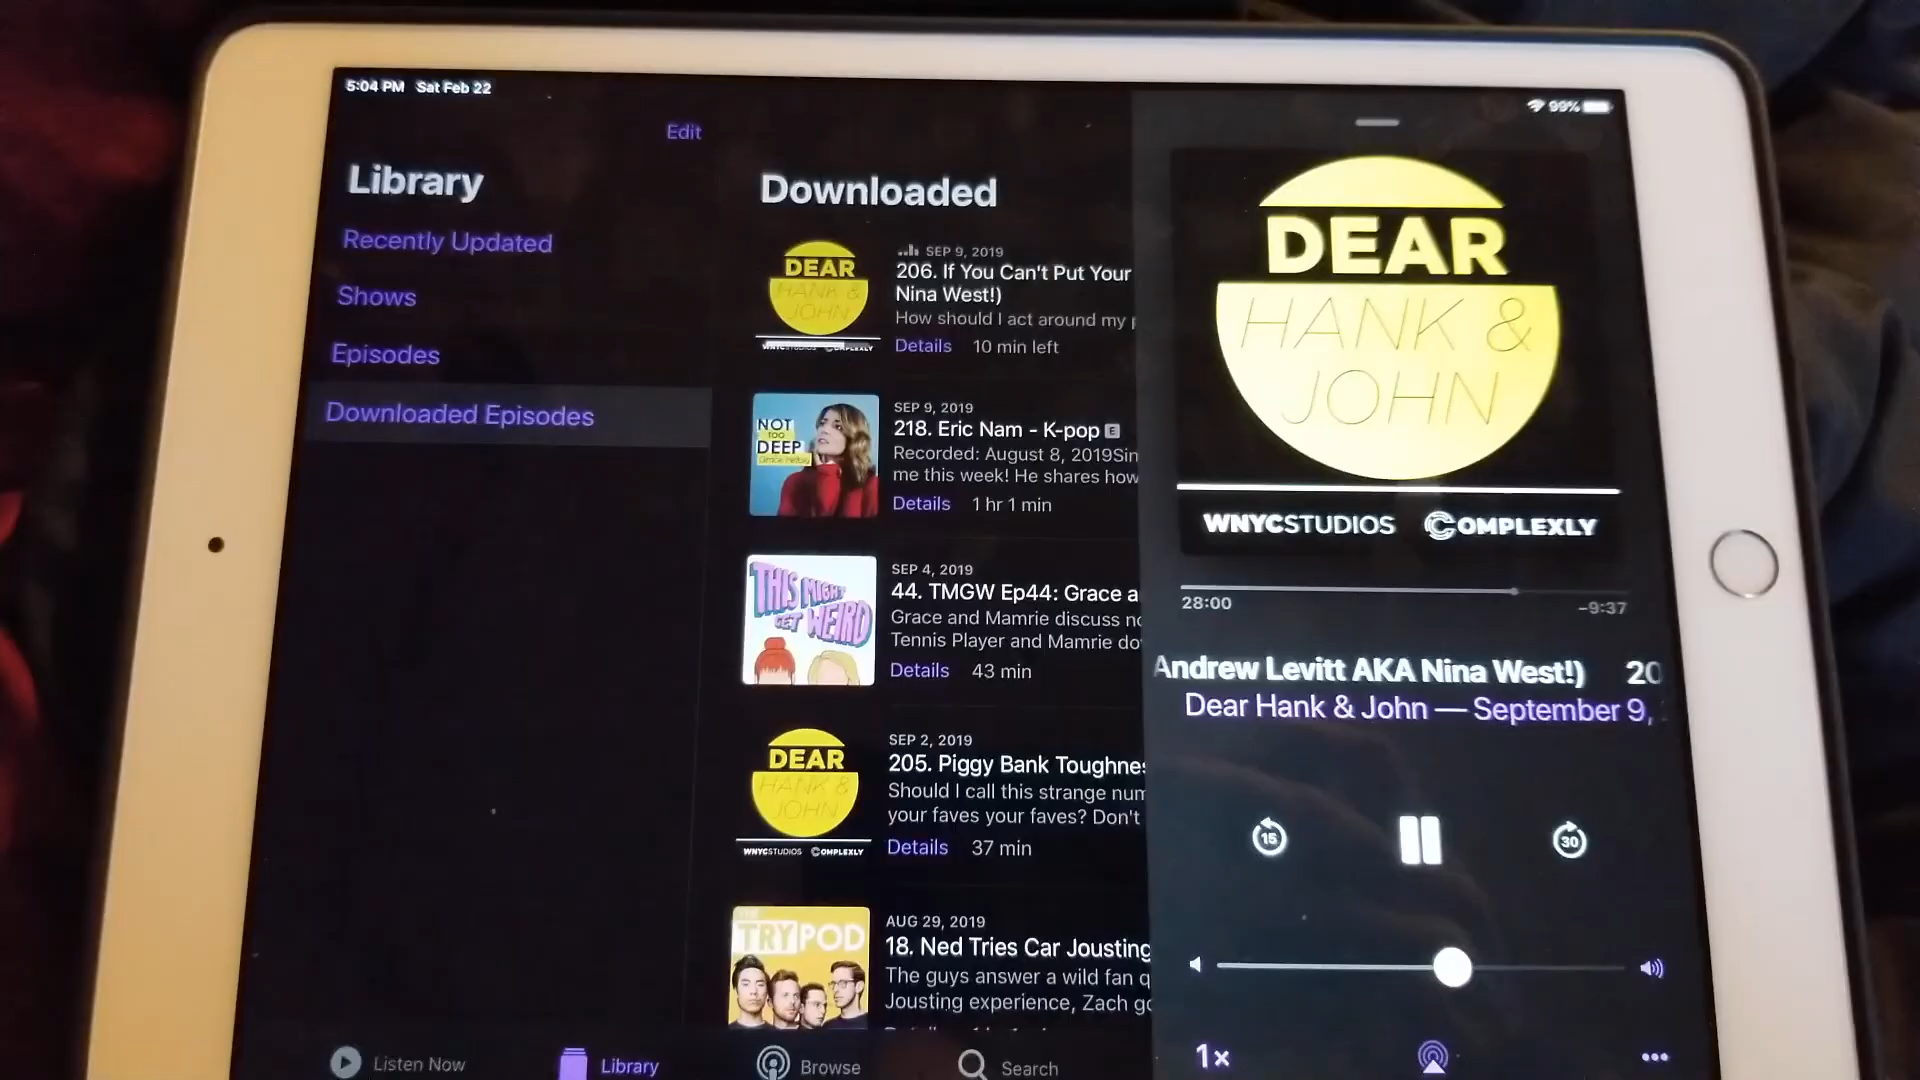 5:04 PM Sat Feb 22
99%
Edit
Library
Recently Updated
Shows
Episodes
Downloaded Episodes
Downloaded
DEAR
HANK &
JOHN
WNYCSTUDIOS COMPLEXLY
SEP 9, 2019
206. If You Can't Put Your
Nina West!)
How should I act around my
Details 10 min left
NOT
too
DEEP
Grace Helbig
SEP 9, 2019
218. Eric Nam - K-pop E
Recorded: August 8, 2019Sin
me this week! He shares how
Details 1 hr 1 min
THIS MIGHT
GET WEIRD
SEP 4, 2019
44. TMGW Ep44: Grace a
Grace and Mamrie discuss no
Tennis Player and Mamrie do
Details 43 min
DEAR
HANK &
JOHN
WNYCSTUDIOS COMPLEXLY
SEP 2, 2019
205. Piggy Bank Toughnes
Should I call this strange num
your faves your faves? Don't
Details 37 min
THE
TRYPOD
AUG 29, 2019
18. Ned Tries Car Jousting
The guys answer a wild fan q
Jousting experience, Zach go
DEAR
HANK &
JOHN
WNYCSTUDIOS COMPLEXLY
28:00 -9:37
Andrew Levitt AKA Nina West!) 20
Dear Hank & John — September 9,
15 30
1x
Listen Now Library Browse Search